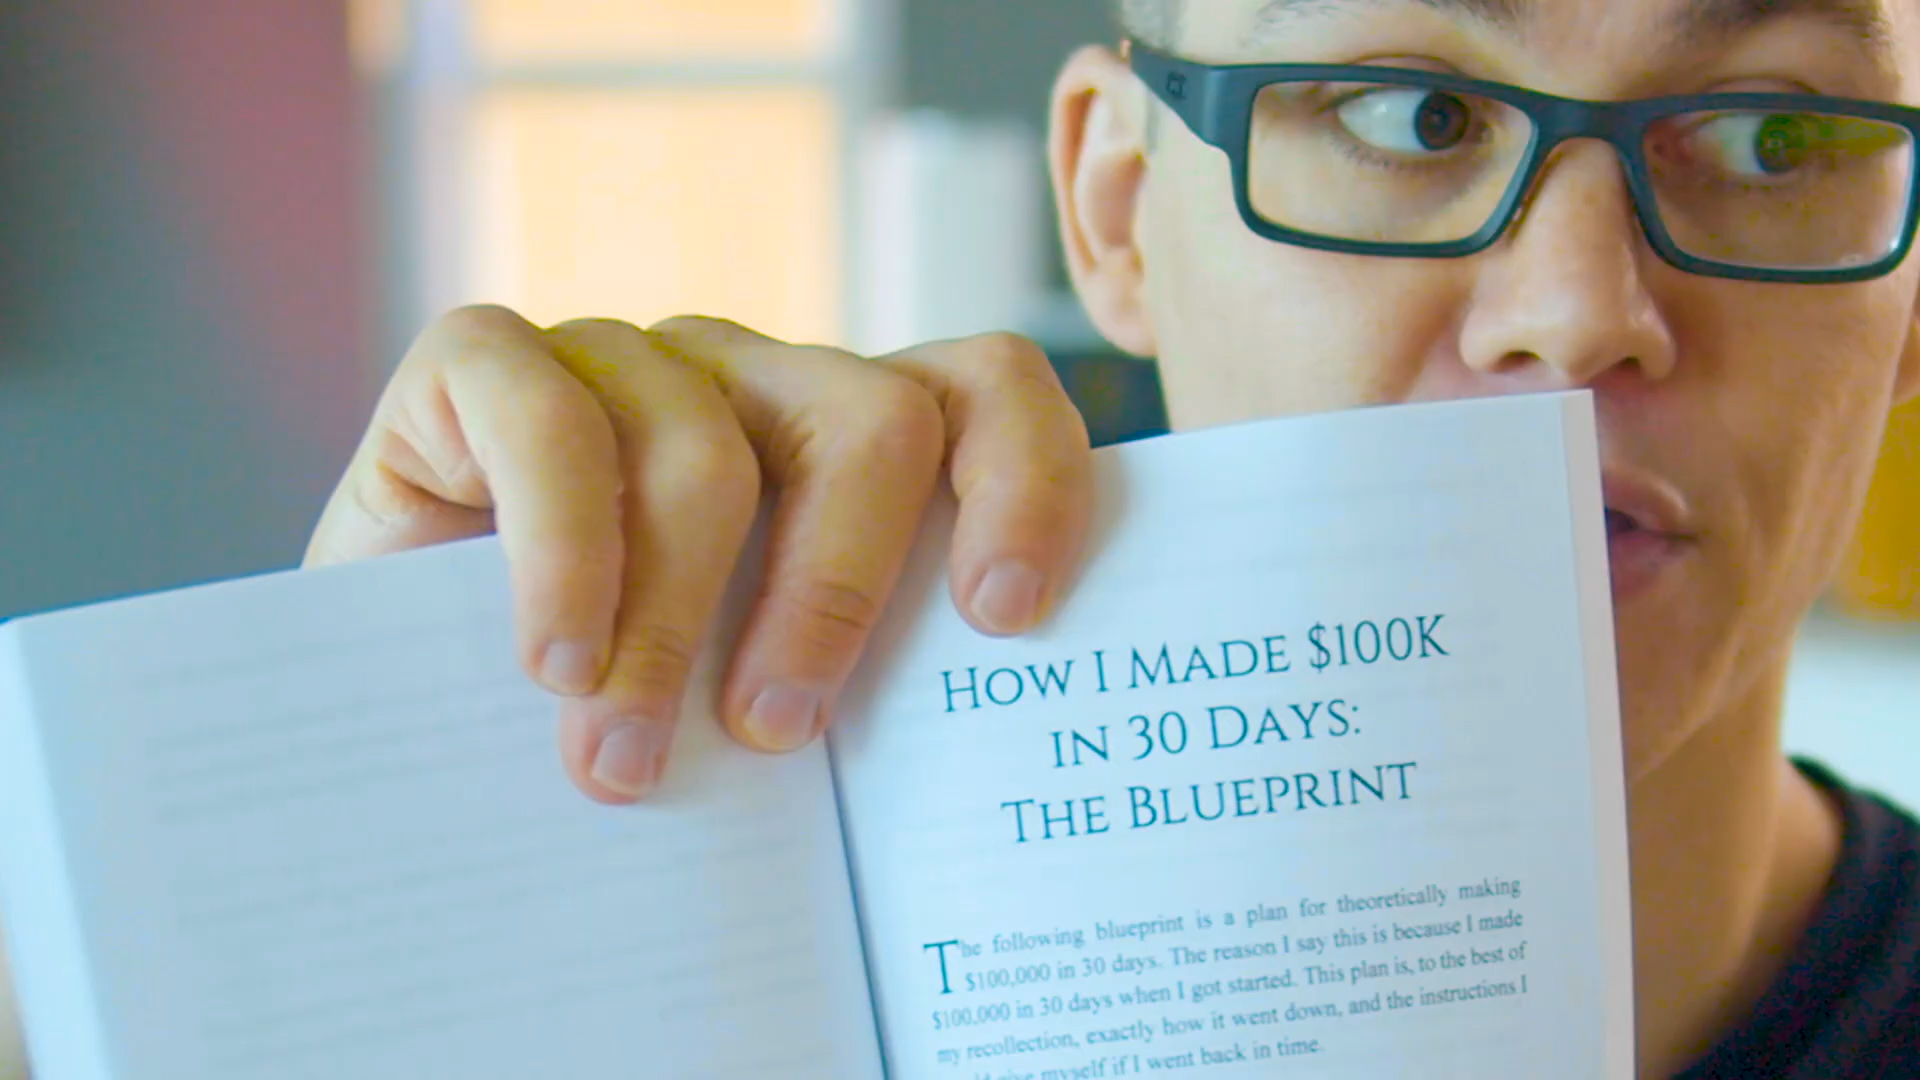 HOW I MADE $100K
IN 30 DAYS:
THE BLUEPRINT
The following blueprint is a plan for theoretically making
$100,000 in 30 days. The reason I say this is because I made
$100,000 in 30 days when I got started. This plan is, to the best of
my recollection, exactly how it went down, and the instructions I
give myself if I went back in time.